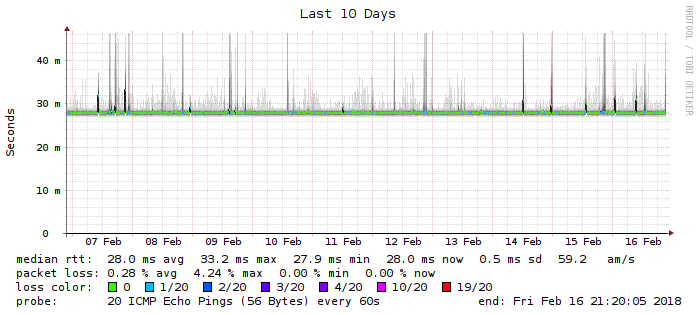 Last 10 Days
RRDTOOL / TOBI OETIKER
Seconds
40 m
30 m
20 m
10 m
0
07 Feb 08 Feb 09 Feb 10 Feb 11 Feb 12 Feb 13 Feb 14 Feb 15 Feb 16 Feb
median rtt: 28.0 ms avg 33.2 ms max 27.9 ms min 28.0 ms now 0.5 ms sd 59.2 am/s
packet loss: 0.28 % avg 4.24 % max 0.00 % min 0.00 % now
loss color: 0 1/20 2/20 3/20 4/20 10/20 19/20
probe: 20 ICMP Echo Pings (56 Bytes) every 60s end: Fri Feb 16 21:20:05 2018